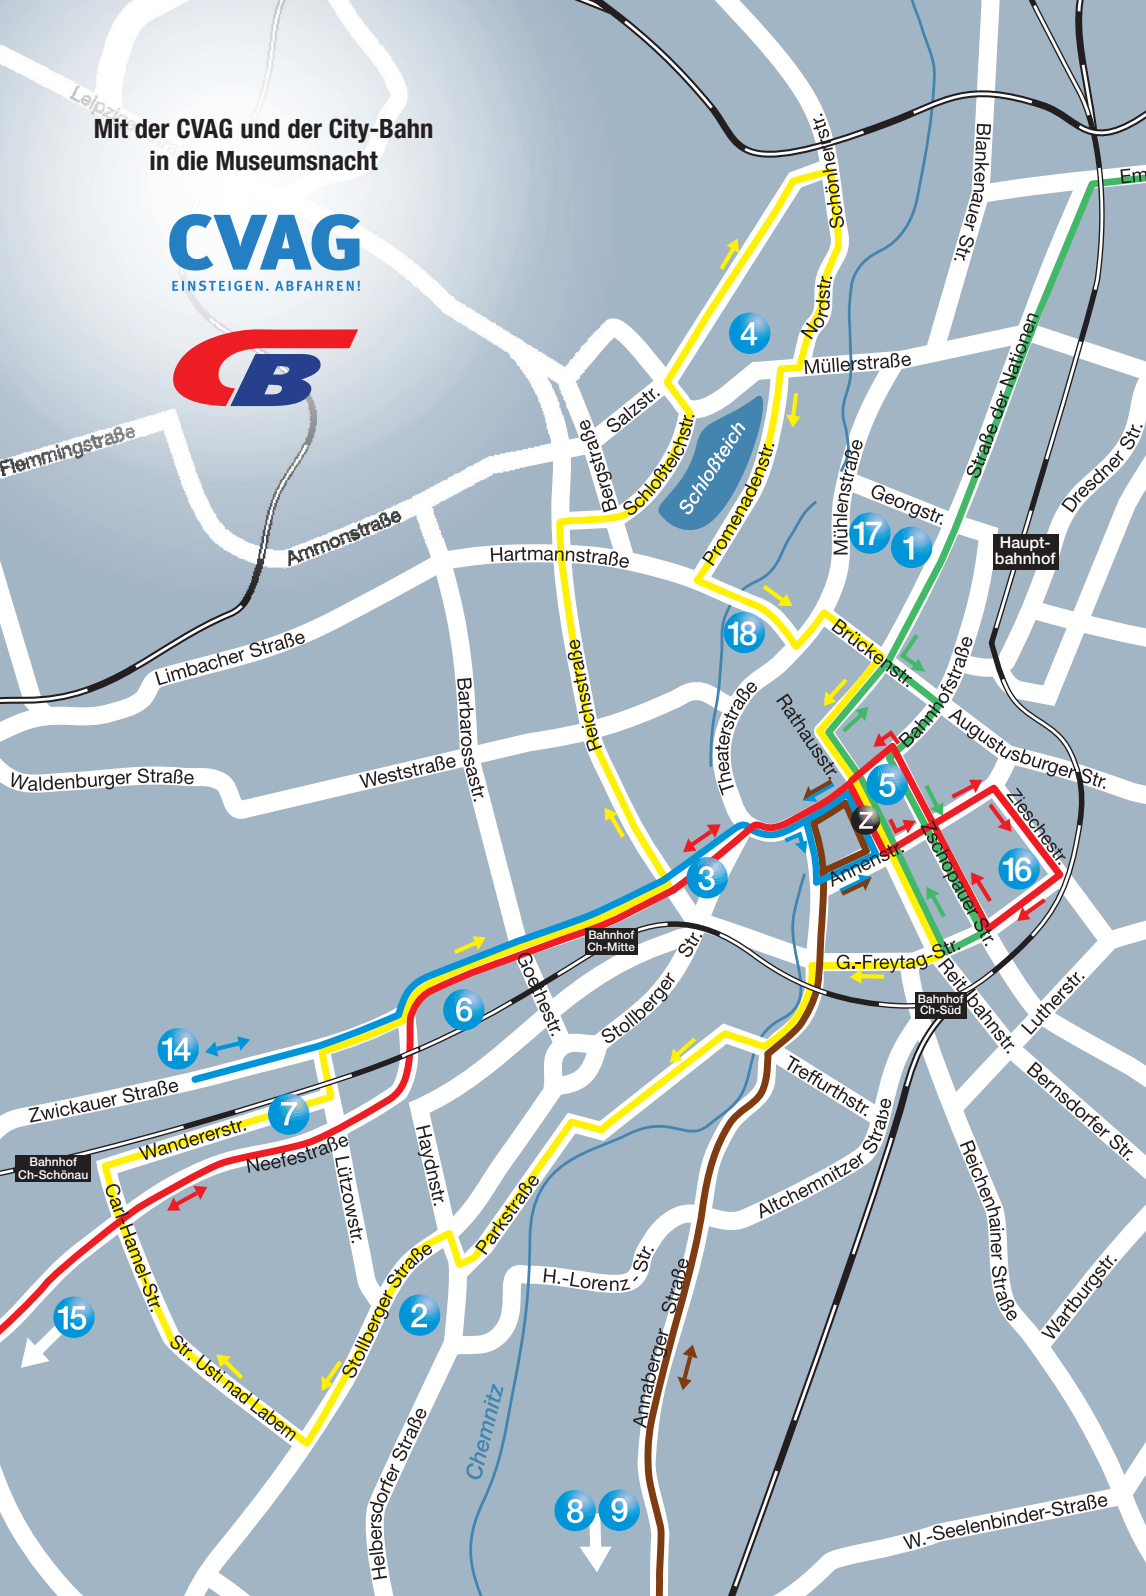 Leipziger
Mit der CVAG und der City-Bahn
in die Museumsnacht
CVAG
EINSTEIGEN. ABFAHREN!
CB
Schönherrstr.
Blankenauer Str.
Em
Nordstr.
4
Müllerstraße
Straße der Nationen
Salzstr.
Bergstraße
Schloßteichstr.
Schloßteich
Promenadenstr.
Mühlenstraße
Georgstr.
Dresdner Str.
Flemmingstraße
Ammonstraße
Hartmannstraße
17
1
Haupt-
bahnhof
18
Brückenstr.
Limbacher Straße
Reichsstraße
Barbarossastr.
Theaterstraße
Rathausstr.
Bahnhofstraße
Augustusburger Str.
Waldenburger Straße
Weststraße
5
Z
Zieschestr.
Zschopauer Str.
Annenstr.
16
3
Bahnhof
Ch-Mitte
G.-Freytag-Str.
Goethestr.
Stollberger Str.
Reitbahnstr.
Lutherstr.
Bahnhof
Ch-Süd
6
14
Zwickauer Straße
7
Wandererstr.
Neefestraße
Bahnhof
Ch-Schönau
Treffurthstr.
Bernsdorfer Str.
Haydnstr.
Lützowstr.
Carl-Hamel-Str.
Parkstraße
Altchemnitzer Straße
Reichenhainer Straße
Wartburgstr.
H.-Lorenz-Str.
Stollberger Straße
2
15
Str. Usti nad Labem
Annaberger Straße
Chemnitz
Helbersdorfer Straße
8
9
W.-Seelenbinder-Straße